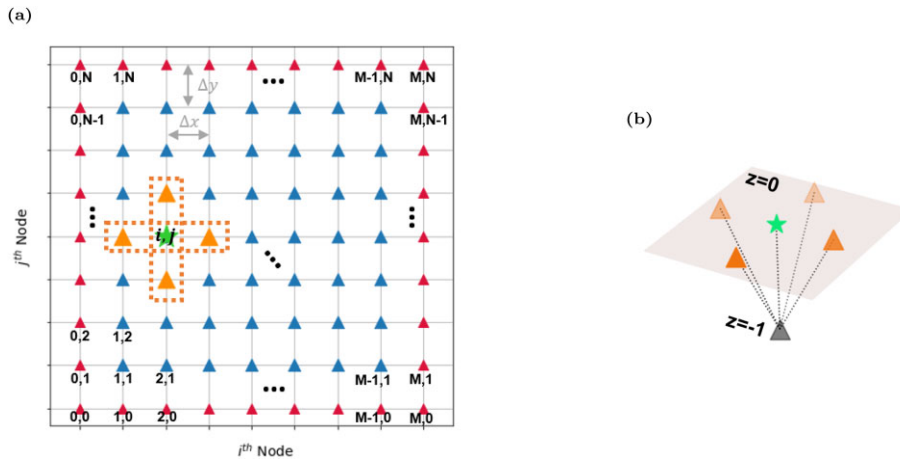 (a)
0,N 1,N ... M-1,N M,N
Δy
0,N-1 M,N-1
Δx
i,j
0,2 1,2
0,1 1,1 2,1 M-1,1 M,1
0,0 1,0 2,0 M-1,0 M,0
jth Node
ith Node
(b)
z=0
z=-1